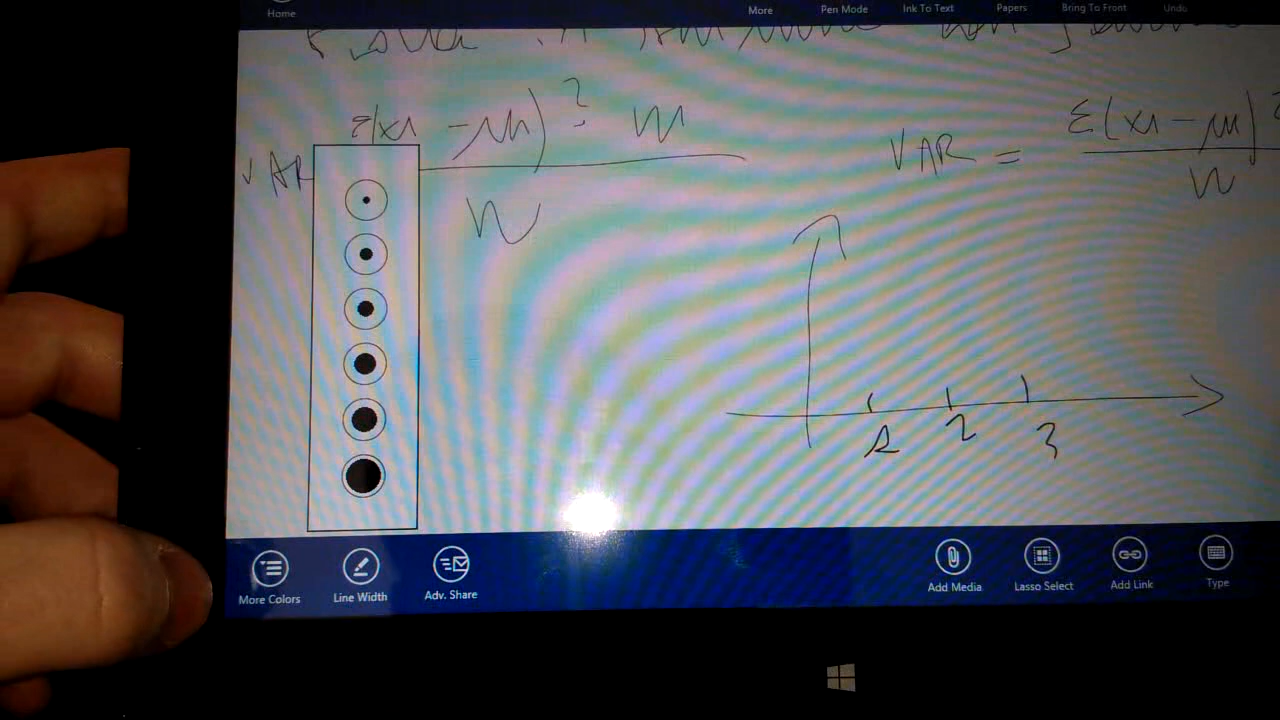 Home More Pen Mode Ink To Text Papers Bring To Front Undo
VAR
Σ(xi - μ)² n
N
VAR = Σ(xi - μ)²
N
1 2 3
More Colors Line Width Adv. Share Add Media Lasso Select Add Link Type